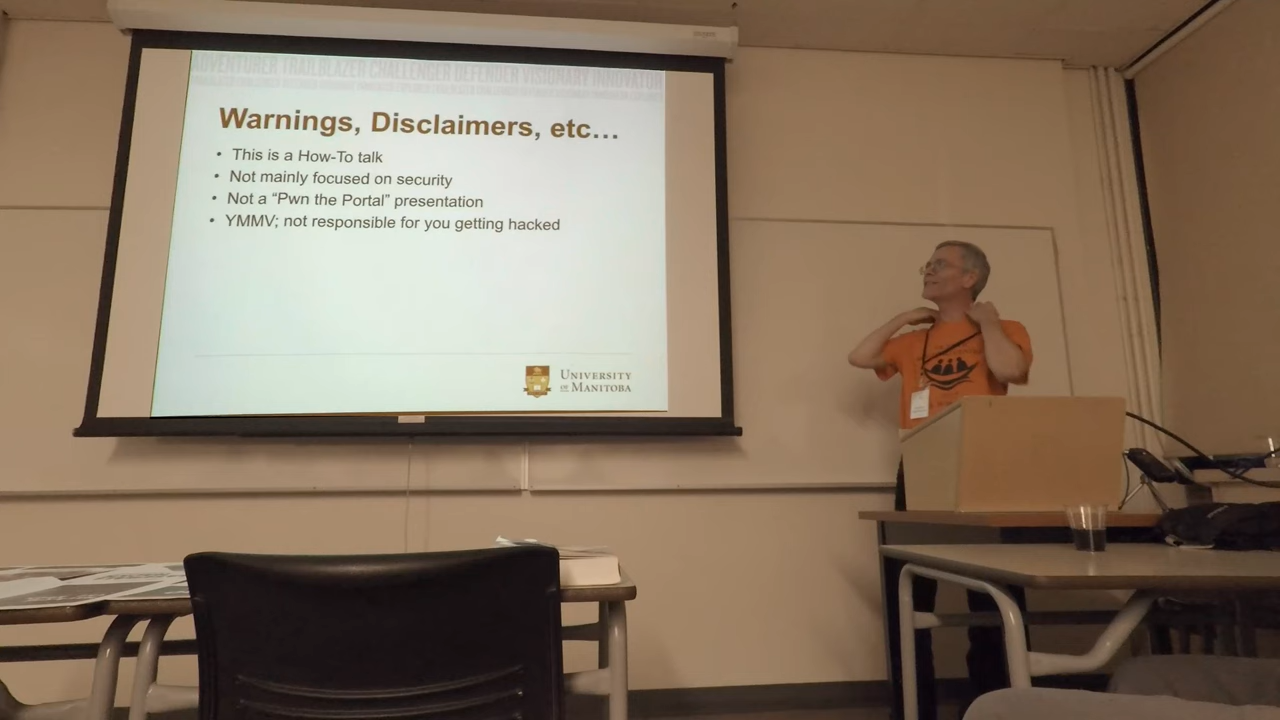 ADVENTURER TRAILBLAZER CHALLENGER DEFENDER VISIONARY INNOVATOR
Warnings, Disclaimers, etc…
• This is a How-To talk
• Not mainly focused on security
• Not a “Pwn the Portal” presentation
• YMMV; not responsible for you getting hacked
UNIVERSITY
OF MANITOBA